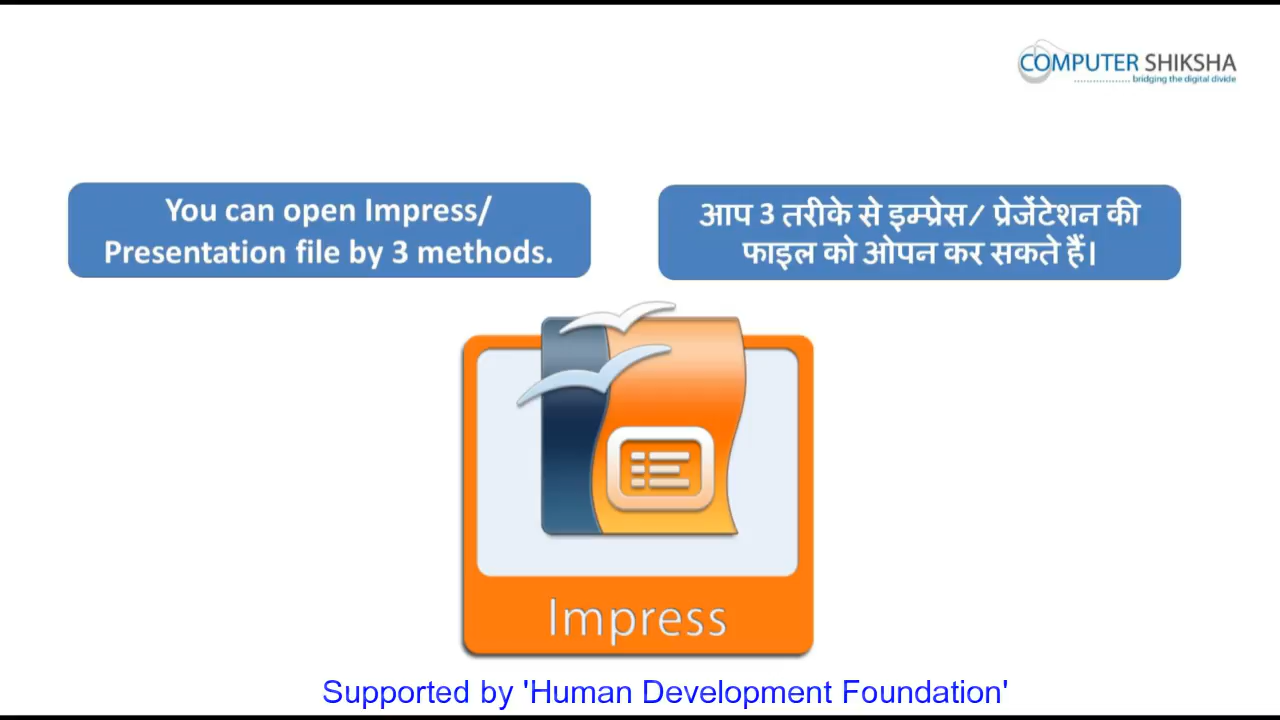 COMPUTER SHIKSHA
bridging the digital divide
You can open Impress/
Presentation file by 3 methods.
आप 3 तरीके से इम्प्रेस/ प्रेजेंटेशन की
फाइल को ओपन कर सकते हैं।
Impress
Supported by 'Human Development Foundation'